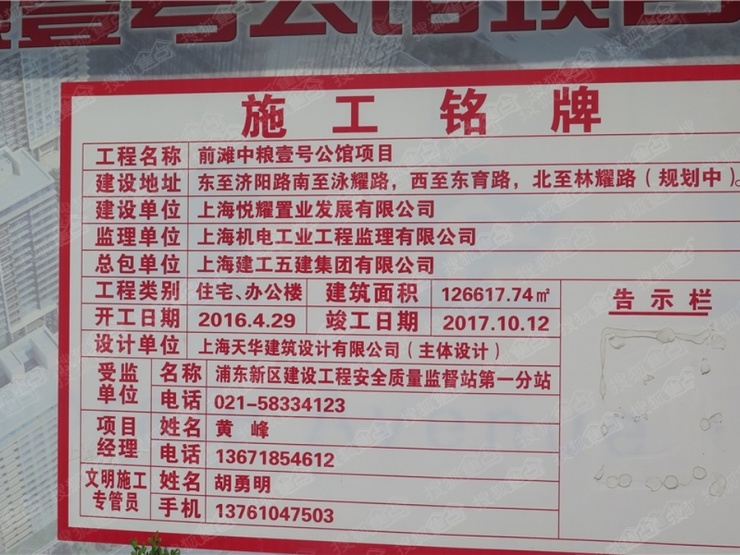 壹号公馆项目
施工铭牌
工程名称 前滩中粮壹号公馆项目
建设地址 东至济阳路南至泳耀路，西至东育路，北至林耀路（规划中）。
建设单位 上海悦耀置业发展有限公司
监理单位 上海机电工业工程监理有限公司
总包单位 上海建工五建集团有限公司
工程类别 住宅、办公楼 建筑面积 126617.74㎡
开工日期 2016.4.29 竣工日期 2017.10.12
设计单位 上海天华建筑设计有限公司（主体设计）
受监单位 名称 浦东新区建设工程安全质量监督站第一分站
电话 021-58334123
项目经理 姓名 黄 峰
电话 13671854612
文明施工专管员 姓名 胡勇明
手机 13761047503
告示栏